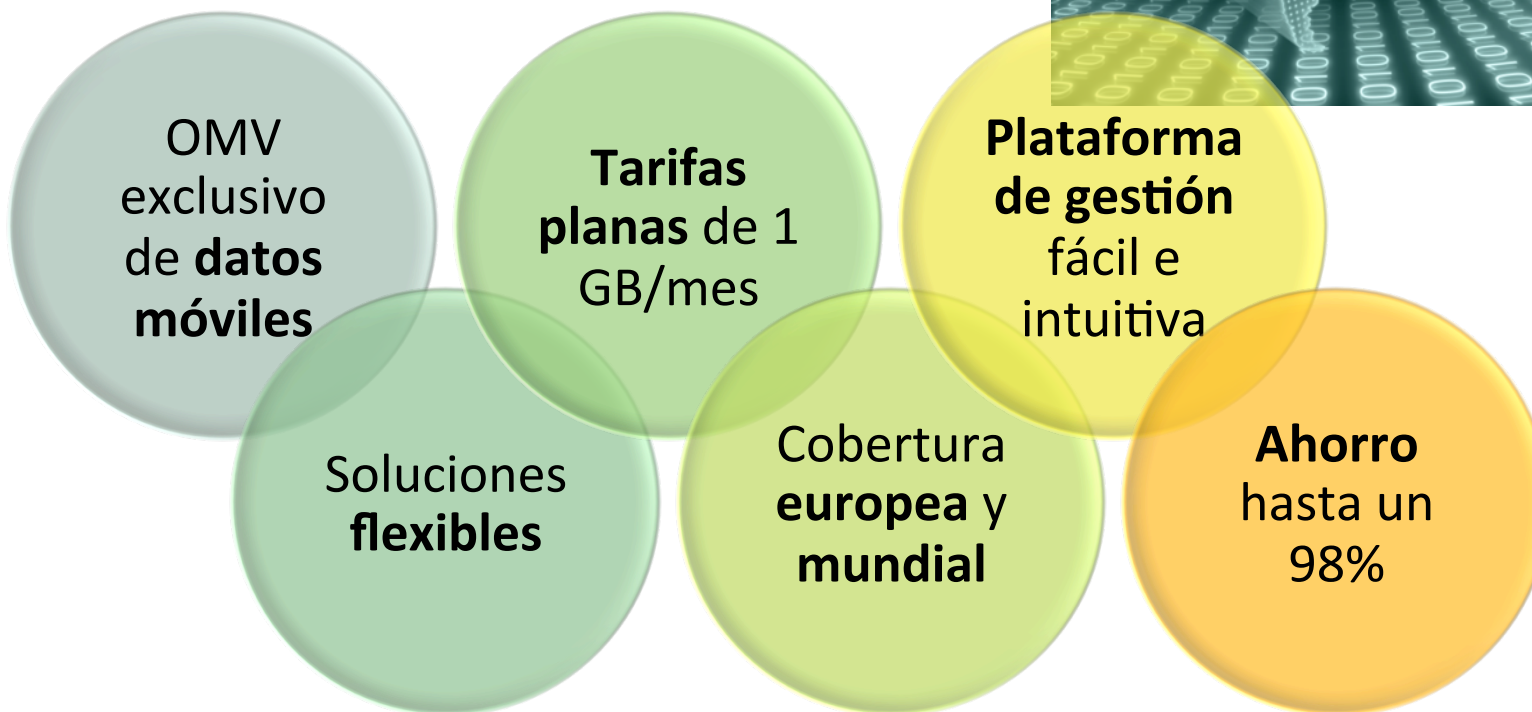 OMV
exclusivo
de datos
móviles
Soluciones
flexibles
Tarifas
planas de 1
GB/mes
Cobertura
europea y
mundial
Plataforma
de gestión
fácil e
intuitiva
Ahorro
hasta un
98%